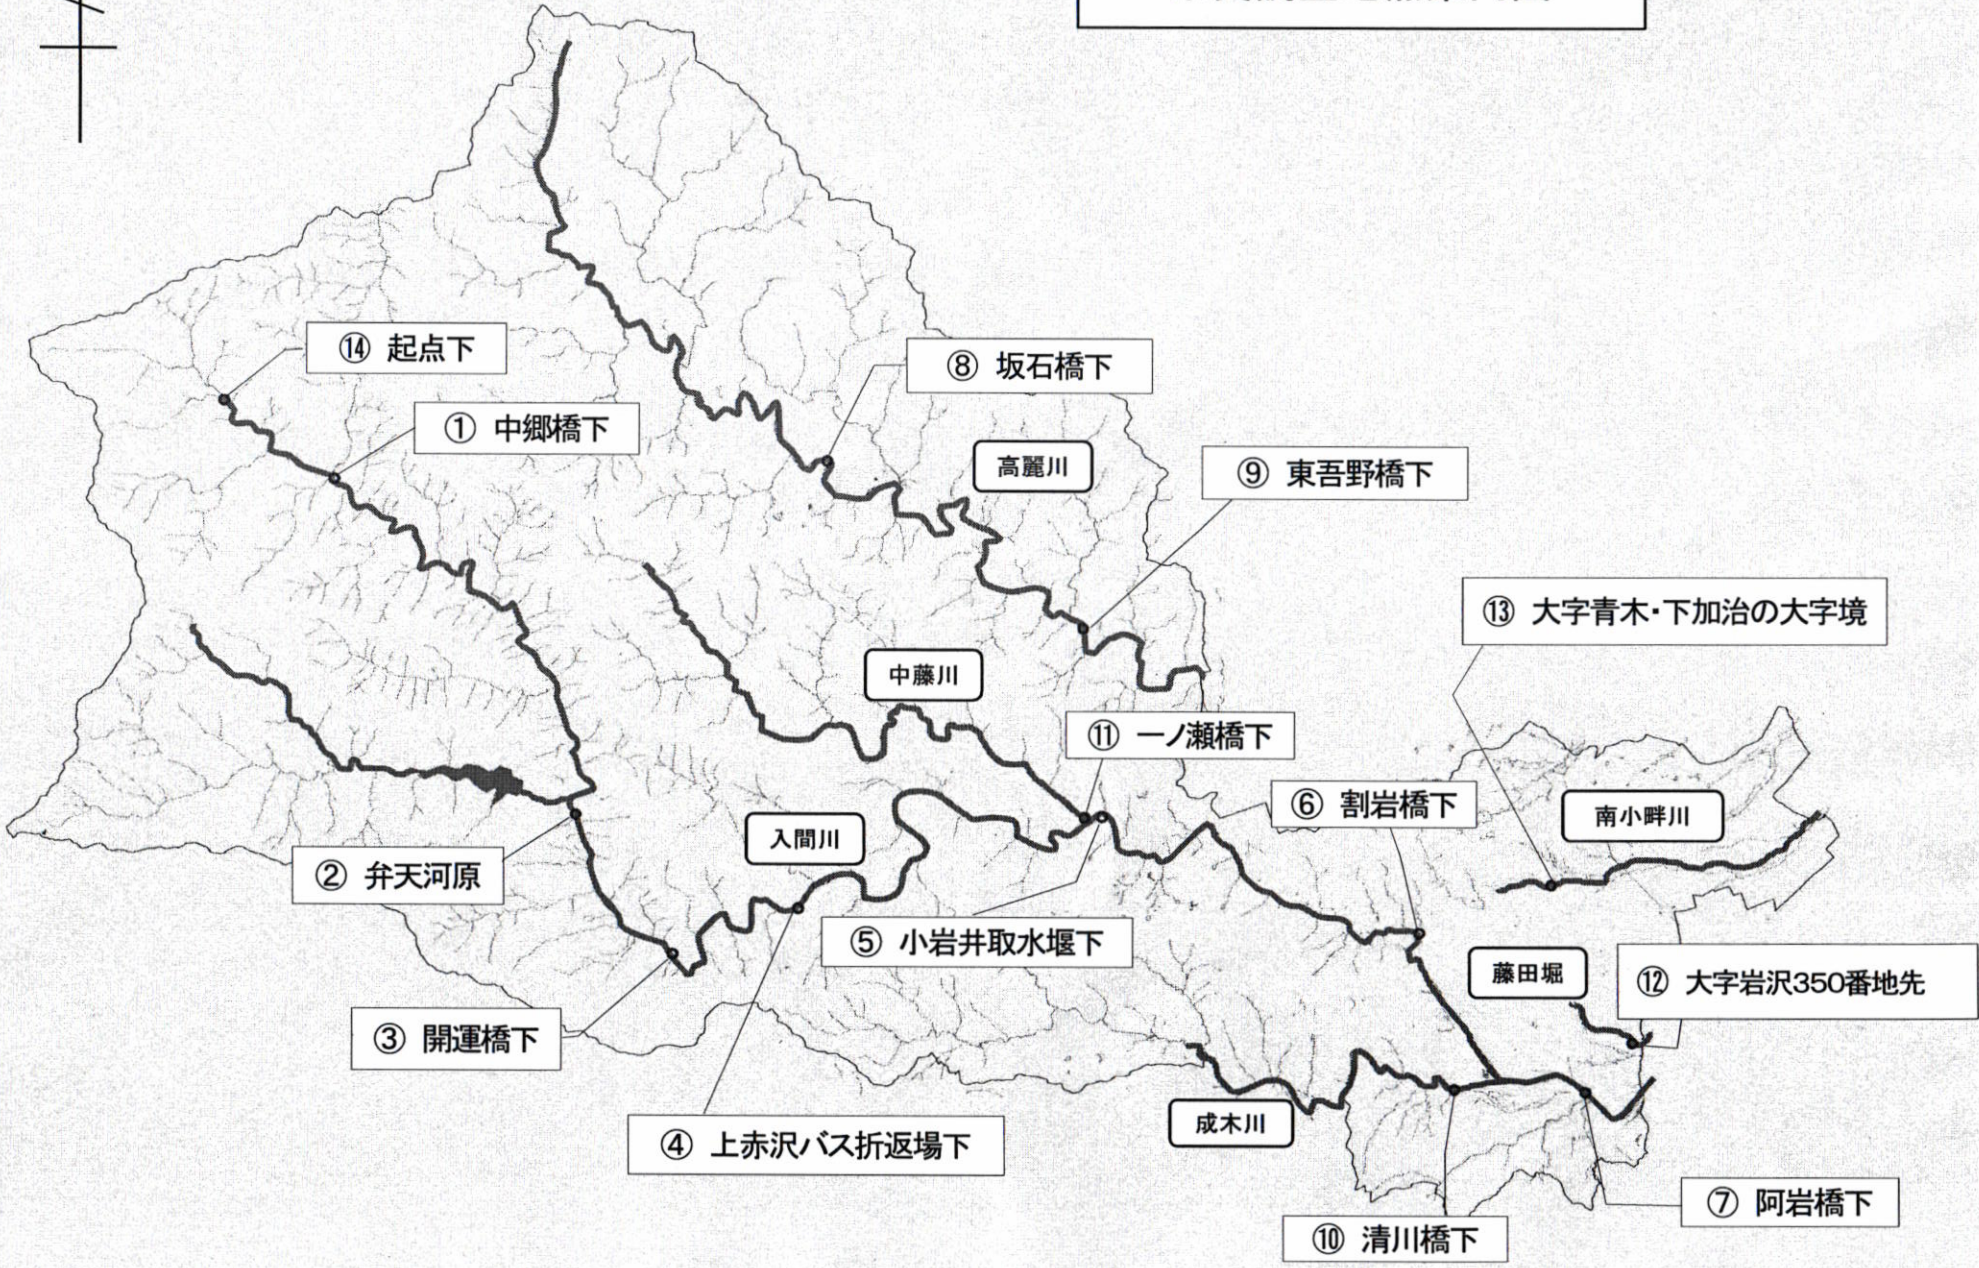 ⑭ 起点下
① 中郷橋下
⑧ 坂石橋下
高麗川
⑨ 東吾野橋下
⑬ 大字青木・下加治の大字境
中藤川
⑪ 一ノ瀬橋下
⑥ 割岩橋下
南小畔川
入間川
② 弁天河原
⑤ 小岩井取水堰下
藤田堀
⑫ 大字岩沢350番地先
③ 開運橋下
成木川
④ 上赤沢バス折返場下
⑦ 阿岩橋下
⑩ 清川橋下